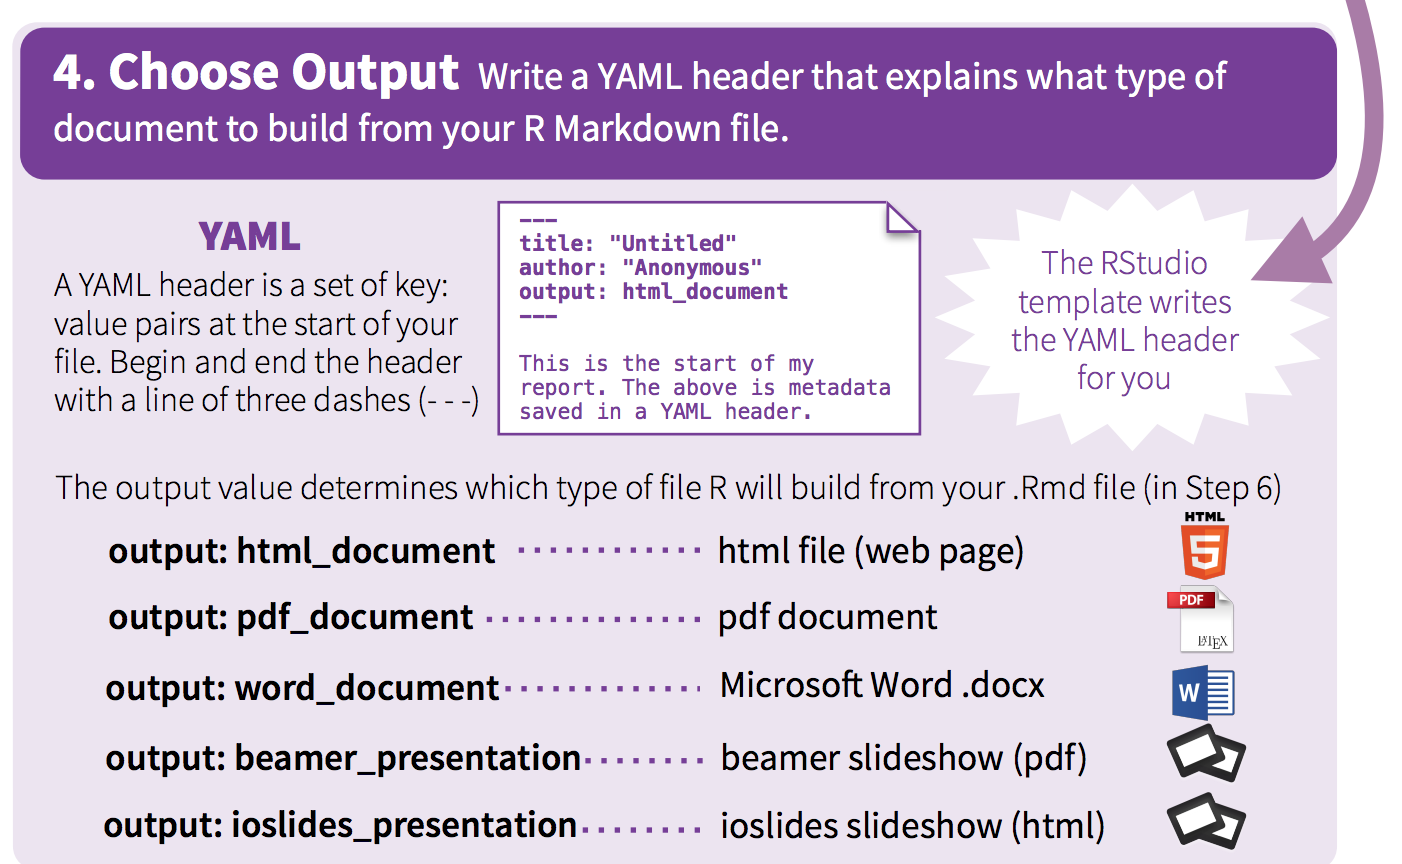 4. Choose Output Write a YAML header that explains what type of
document to build from your R Markdown file.
YAML
A YAML header is a set of key:
value pairs at the start of your
file. Begin and end the header
with a line of three dashes (- - -)
---
title: "Untitled"
author: "Anonymous"
output: html_document
---
This is the start of my
report. The above is metadata
saved in a YAML header.
The RStudio
template writes
the YAML header
for you
The output value determines which type of file R will build from your .Rmd file (in Step 6)
HTML
5
output: html_document html file (web page)
output: pdf_document pdf document
PDF
LATEX
output: word_document Microsoft Word .docx
W
output: beamer_presentation beamer slideshow (pdf)
output: ioslides_presentation ioslides slideshow (html)